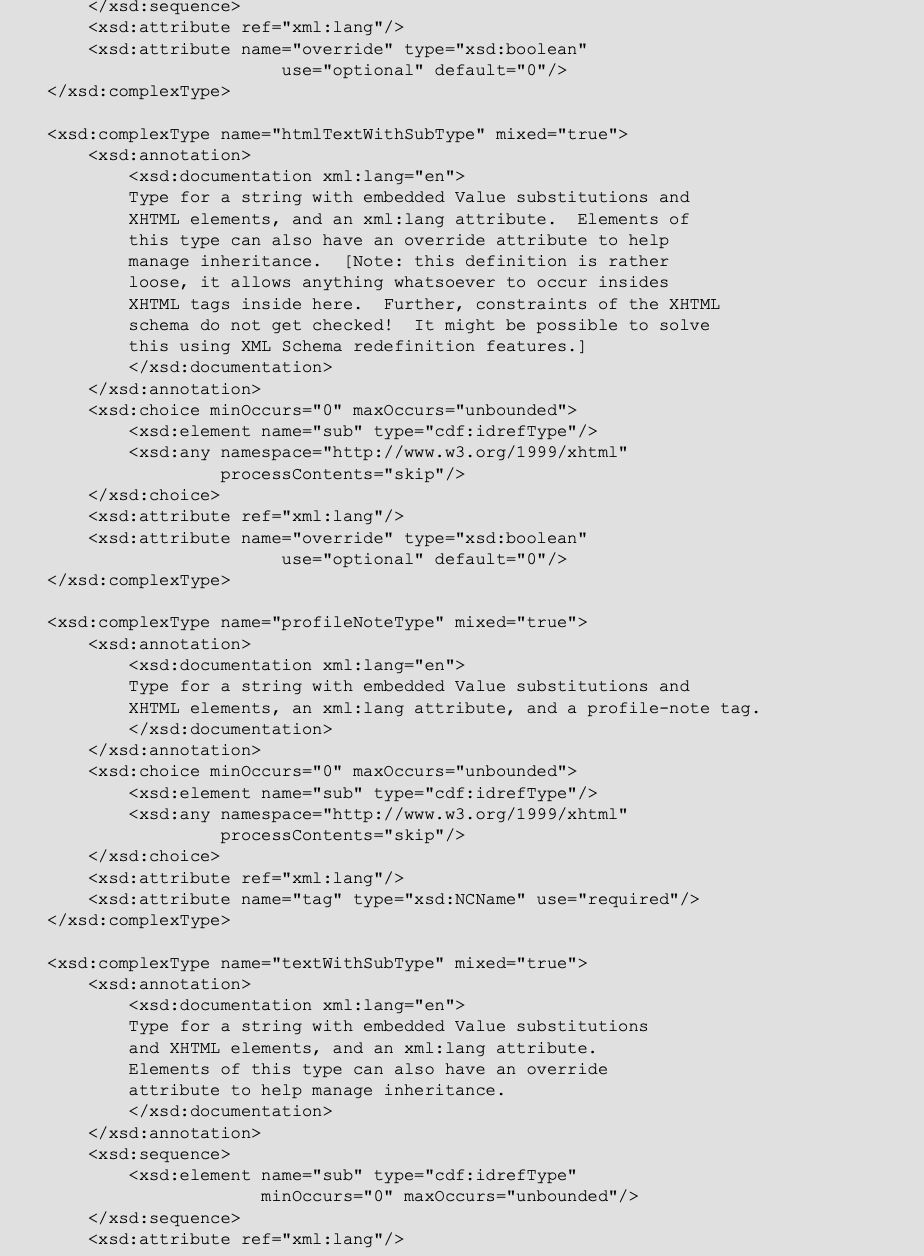 </xsd:sequence>
<xsd:attribute ref="xml:lang"/>
<xsd:attribute name="override" type="xsd:boolean"
use="optional" default="0"/>
</xsd:complexType>
<xsd:complexType name="htmlTextWithSubType" mixed="true">
<xsd:annotation>
<xsd:documentation xml:lang="en">
Type for a string with embedded Value substitutions and
XHTML elements, and an xml:lang attribute.  Elements of
this type can also have an override attribute to help
manage inheritance.  [Note: this definition is rather
loose, it allows anything whatsoever to occur insides
XHTML tags inside here.  Further, constraints of the XHTML
schema do not get checked!  It might be possible to solve
this using XML Schema redefinition features.]
</xsd:documentation>
</xsd:annotation>
<xsd:choice minOccurs="0" maxOccurs="unbounded">
<xsd:element name="sub" type="cdf:idrefType"/>
<xsd:any namespace="http://www.w3.org/1999/xhtml"
processContents="skip"/>
</xsd:choice>
<xsd:attribute ref="xml:lang"/>
<xsd:attribute name="override" type="xsd:boolean"
use="optional" default="0"/>
</xsd:complexType>
<xsd:complexType name="profileNoteType" mixed="true">
<xsd:annotation>
<xsd:documentation xml:lang="en">
Type for a string with embedded Value substitutions and
XHTML elements, an xml:lang attribute, and a profile-note tag.
</xsd:documentation>
</xsd:annotation>
<xsd:choice minOccurs="0" maxOccurs="unbounded">
<xsd:element name="sub" type="cdf:idrefType"/>
<xsd:any namespace="http://www.w3.org/1999/xhtml"
processContents="skip"/>
</xsd:choice>
<xsd:attribute ref="xml:lang"/>
<xsd:attribute name="tag" type="xsd:NCName" use="required"/>
</xsd:complexType>
<xsd:complexType name="textWithSubType" mixed="true">
<xsd:annotation>
<xsd:documentation xml:lang="en">
Type for a string with embedded Value substitutions
and XHTML elements, and an xml:lang attribute.
Elements of this type can also have an override
attribute to help manage inheritance.
</xsd:documentation>
</xsd:annotation>
<xsd:sequence>
<xsd:element name="sub" type="cdf:idrefType"
minOccurs="0" maxOccurs="unbounded"/>
</xsd:sequence>
<xsd:attribute ref="xml:lang"/>